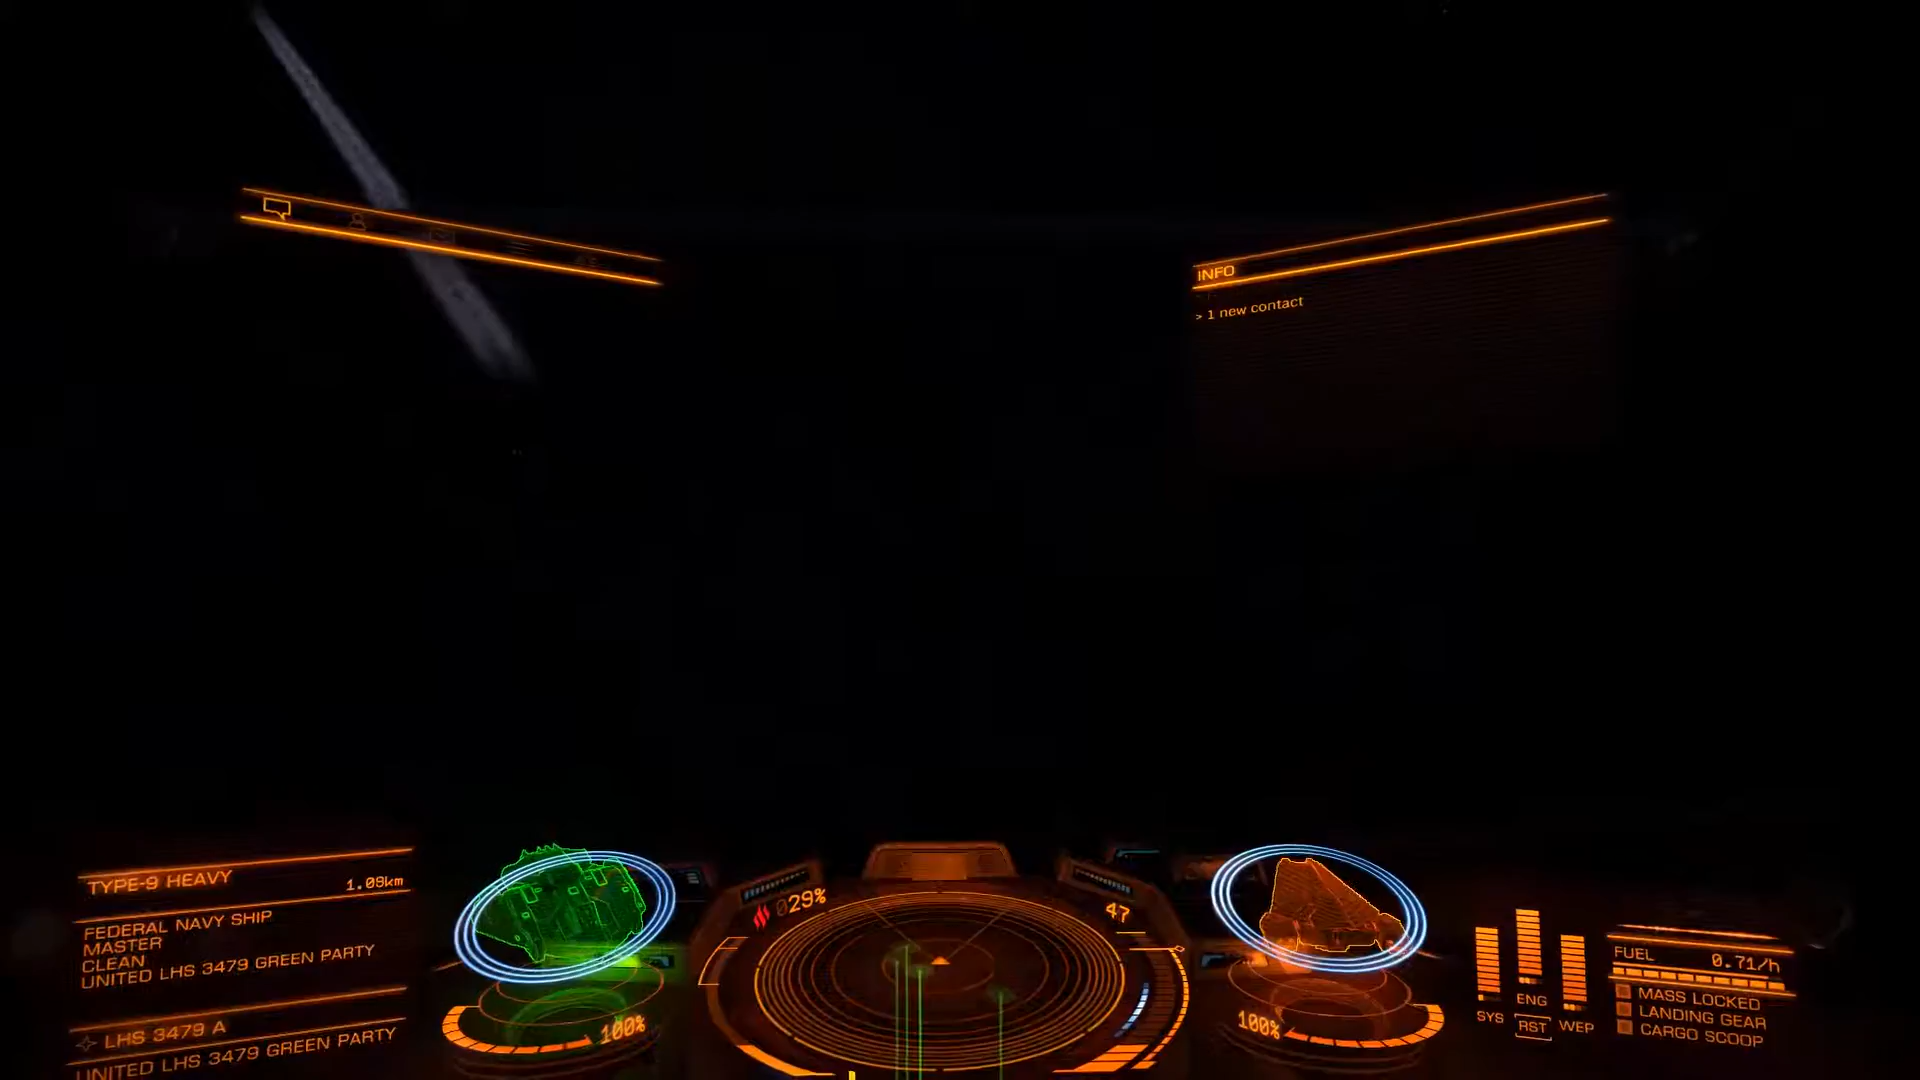 INFO
> 1 new contact
TYPE-9 HEAVY
1.09km
FEDERAL NAVY SHIP
MASTER
CLEAN
UNITED LHS 3479 GREEN PARTY
LHS 3479 A
UNITED LHS 3479 GREEN PARTY
100%
029%
47
100%
SYS
ENG
RST
WEP
FUEL
0.71/h
MASS LOCKED
LANDING GEAR
CARGO SCOOP